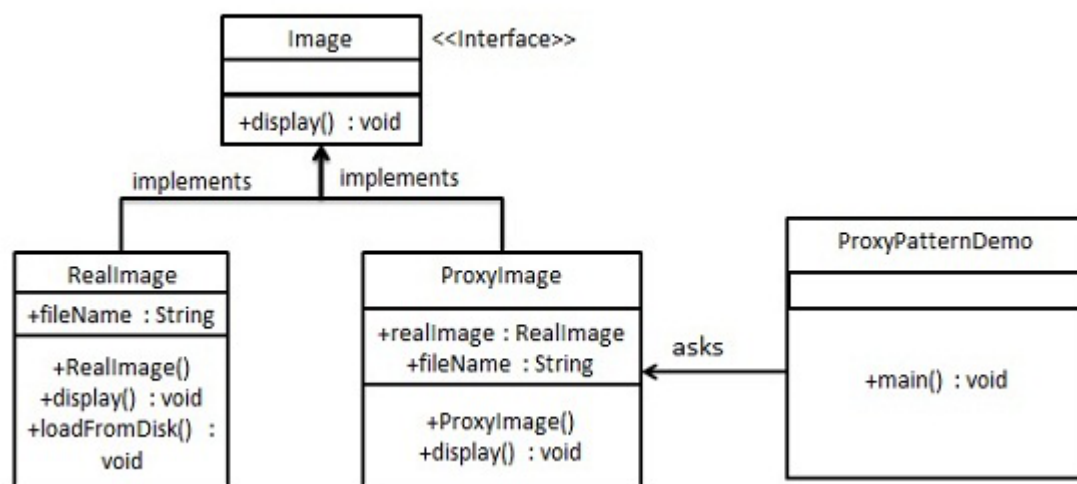 Image
<<Interface>>
+display() : void
implements
implements
RealImage
+fileName : String
+RealImage()
+display() : void
+loadFromDisk() :
void
ProxyImage
+realImage : RealImage
+fileName : String
+ProxyImage()
+display() : void
asks
ProxyPatternDemo
+main() : void